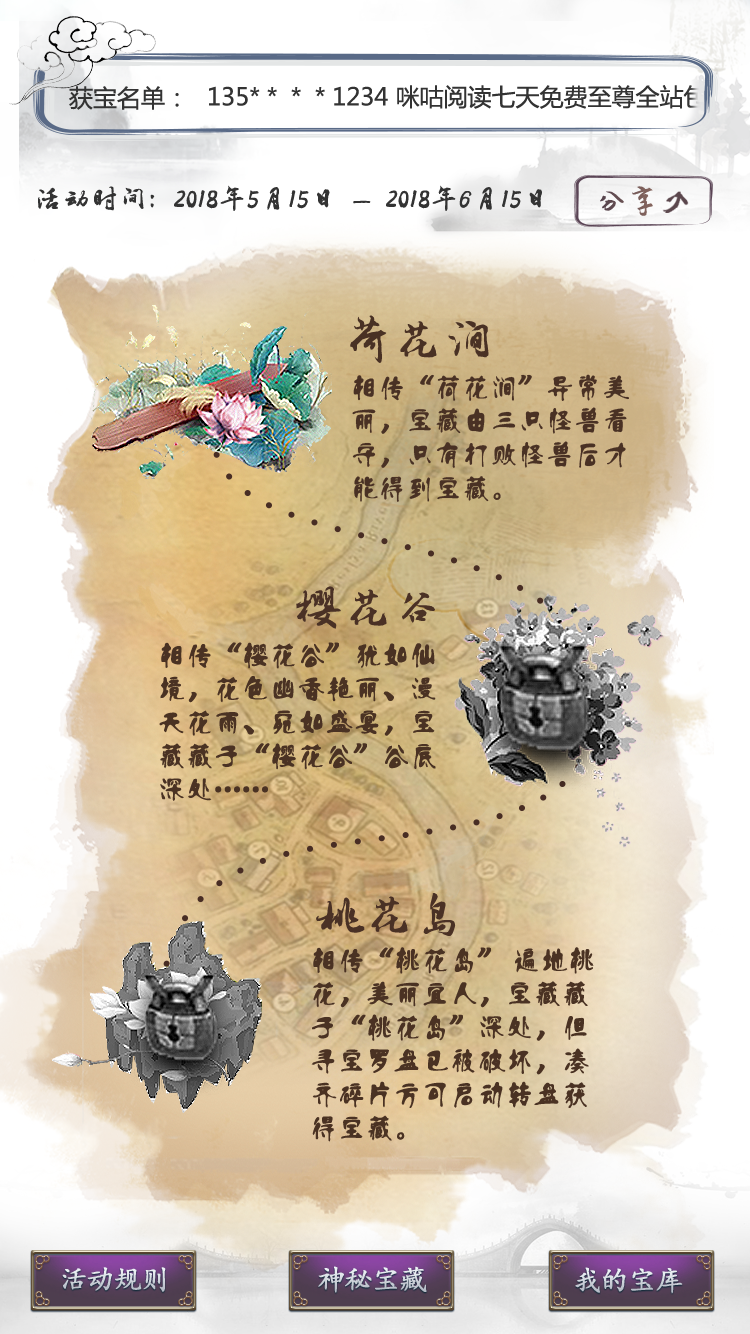 获宝名单： 135****1234 咪咕阅读七天免费至尊全站包
活动时间：2018年5月15日 — 2018年6月15日 分享
荷花涧
相传“荷花涧”异常美
丽，宝藏由三只怪兽看
守，只有打败怪兽后才
能得到宝藏。
樱花谷
相传“樱花谷”犹如仙
境，花色幽香艳丽、漫
天花雨、宛如盛宴，宝
藏藏于“樱花谷”谷底
深处……
桃花岛
相传“桃花岛” 遍地桃
花，美丽宜人，宝藏藏
于“桃花岛”深处，但
寻宝罗盘已被破坏，凑
齐碎片方可启动转盘获
得宝藏。
活动规则 神秘宝藏 我的宝库